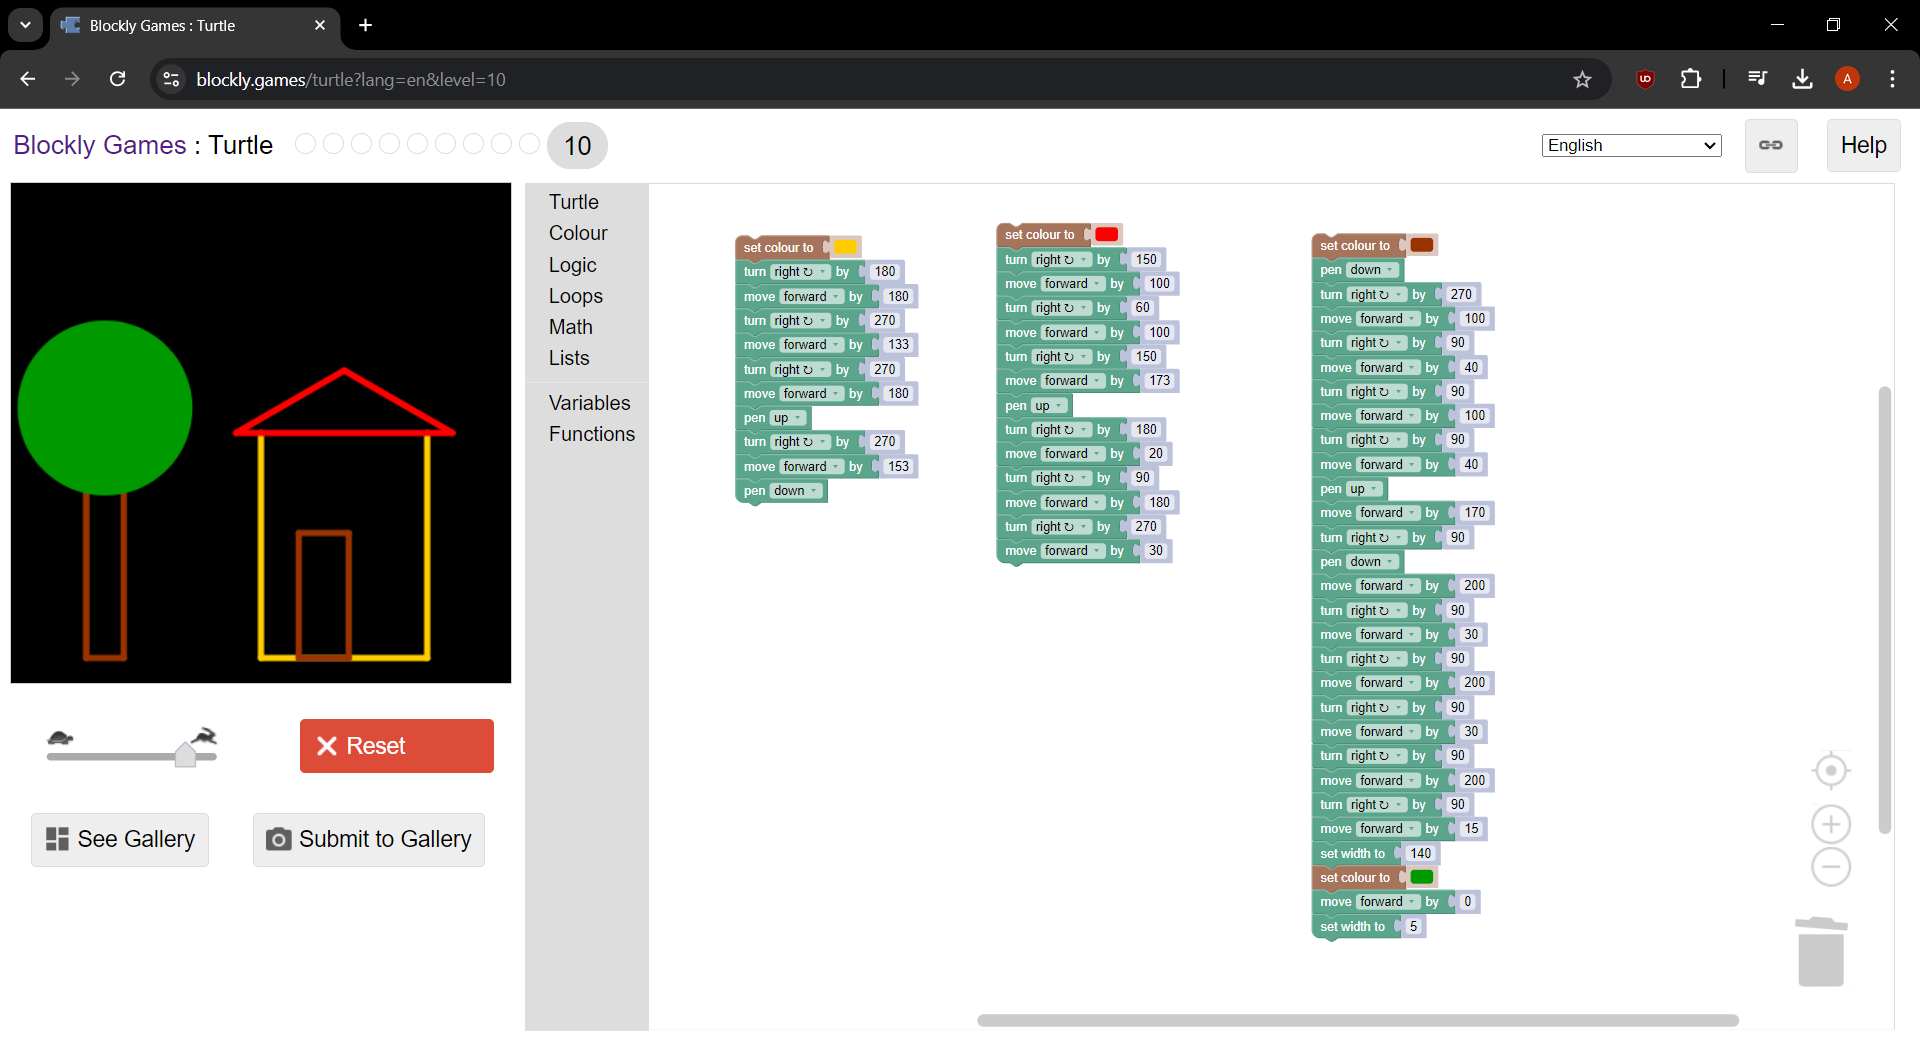 Blockly Games : Turtle
blockly.games/turtle?lang=en&level=10
UD
A
Blockly Games : Turtle
10
English
Help
Turtle
Colour
Logic
Loops
Math
Lists
Variables
Functions
set colour to
turn right ↻ by 180
move forward by 180
turn right ↻ by 270
move forward by 133
turn right ↻ by 270
move forward by 180
pen up
turn right ↻ by 270
move forward by 153
pen down
set colour to
turn right ↻ by 150
move forward by 100
turn right ↻ by 60
move forward by 100
turn right ↻ by 150
move forward by 173
pen up
turn right ↻ by 180
move forward by 20
turn right ↻ by 90
move forward by 180
turn right ↻ by 270
move forward by 30
set colour to
pen down
turn right ↻ by 270
move forward by 100
turn right ↻ by 90
move forward by 40
turn right ↻ by 90
move forward by 100
turn right ↻ by 90
move forward by 40
pen up
move forward by 170
turn right ↻ by 90
pen down
move forward by 200
turn right ↻ by 90
move forward by 30
turn right ↻ by 90
move forward by 200
turn right ↻ by 90
move forward by 30
turn right ↻ by 90
move forward by 200
turn right ↻ by 90
move forward by 15
set width to 140
set colour to
move forward by 0
set width to 5
Reset
See Gallery
Submit to Gallery